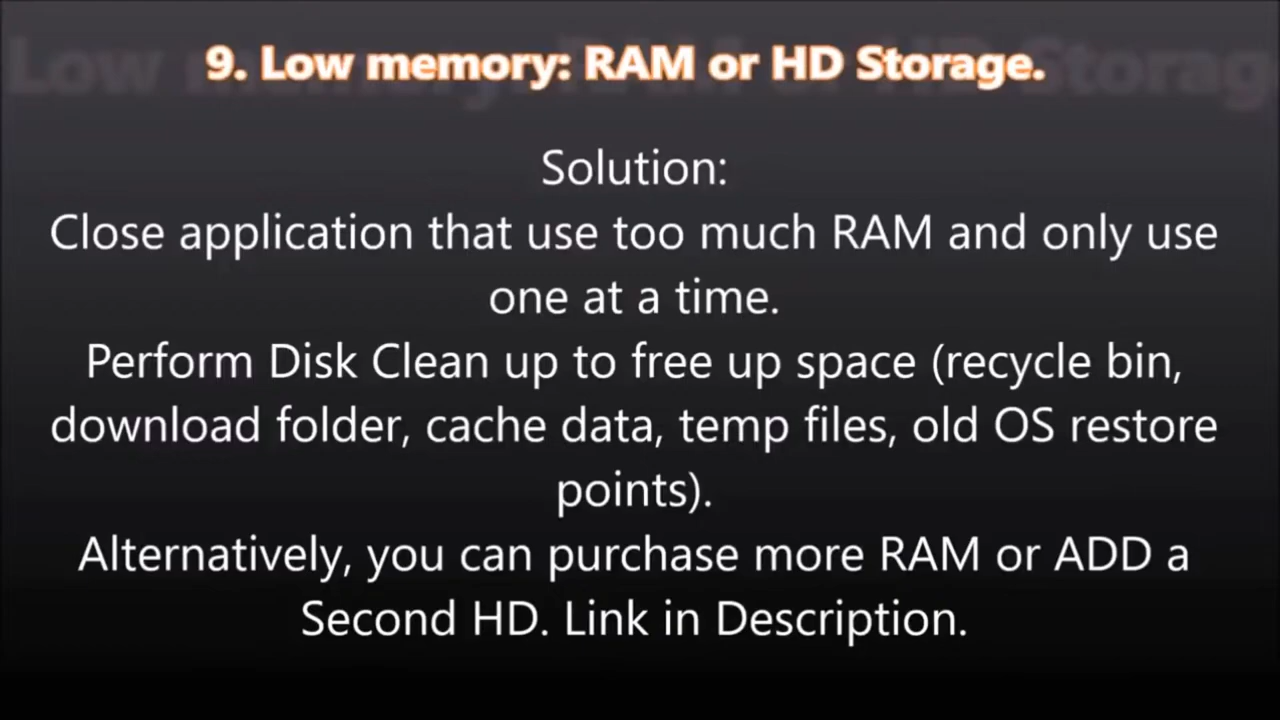 9. Low memory: RAM or HD Storage.
Solution:
Close application that use too much RAM and only use
one at a time.
Perform Disk Clean up to free up space (recycle bin,
download folder, cache data, temp files, old OS restore
points).
Alternatively, you can purchase more RAM or ADD a
Second HD. Link in Description.